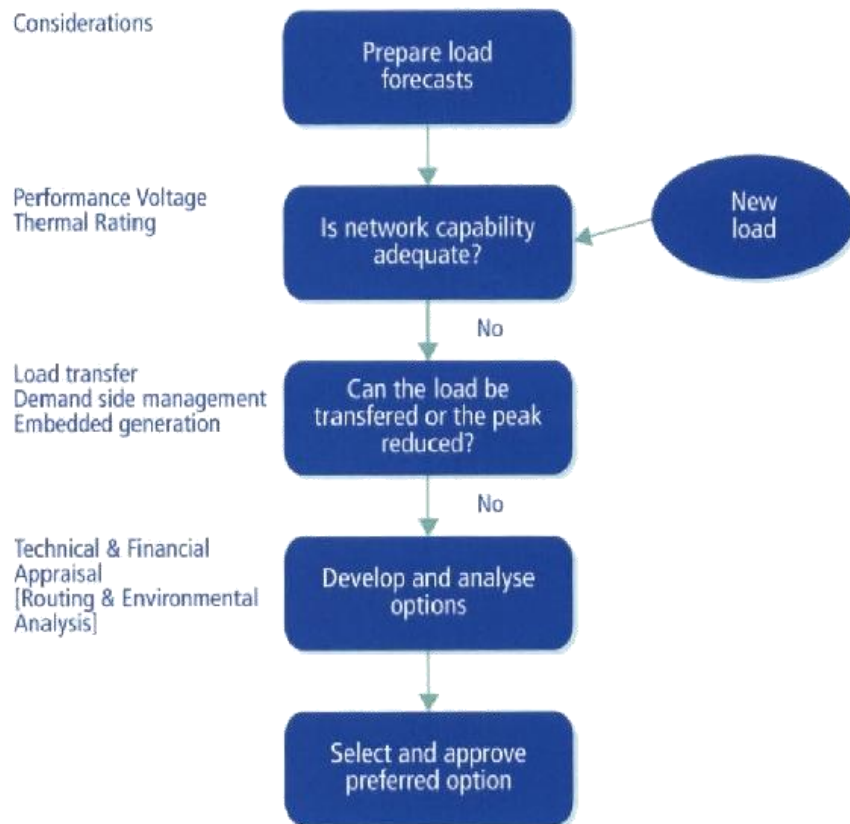 Considerations
Prepare load
forecasts
Performance Voltage
Thermal Rating
Is network capability
adequate?
New
load
No
Load transfer
Demand side management
Embedded generation
Can the load be
transfered or the peak
reduced?
No
Technical & Financial
Appraisal
[Routing & Environmental
Analysis]
Develop and analyse
options
Select and approve
preferred option